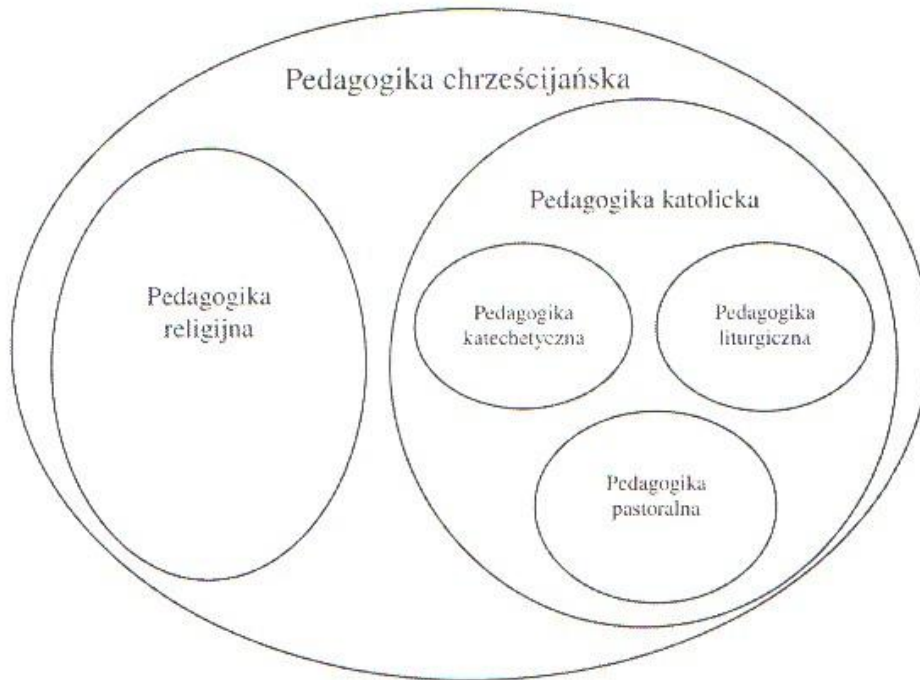 Pedagogika chrześcijańska
Pedagogika katolicka
Pedagogika
religijna
Pedagogika
katechetyczna
Pedagogika
liturgiczna
Pedagogika
pastoralna